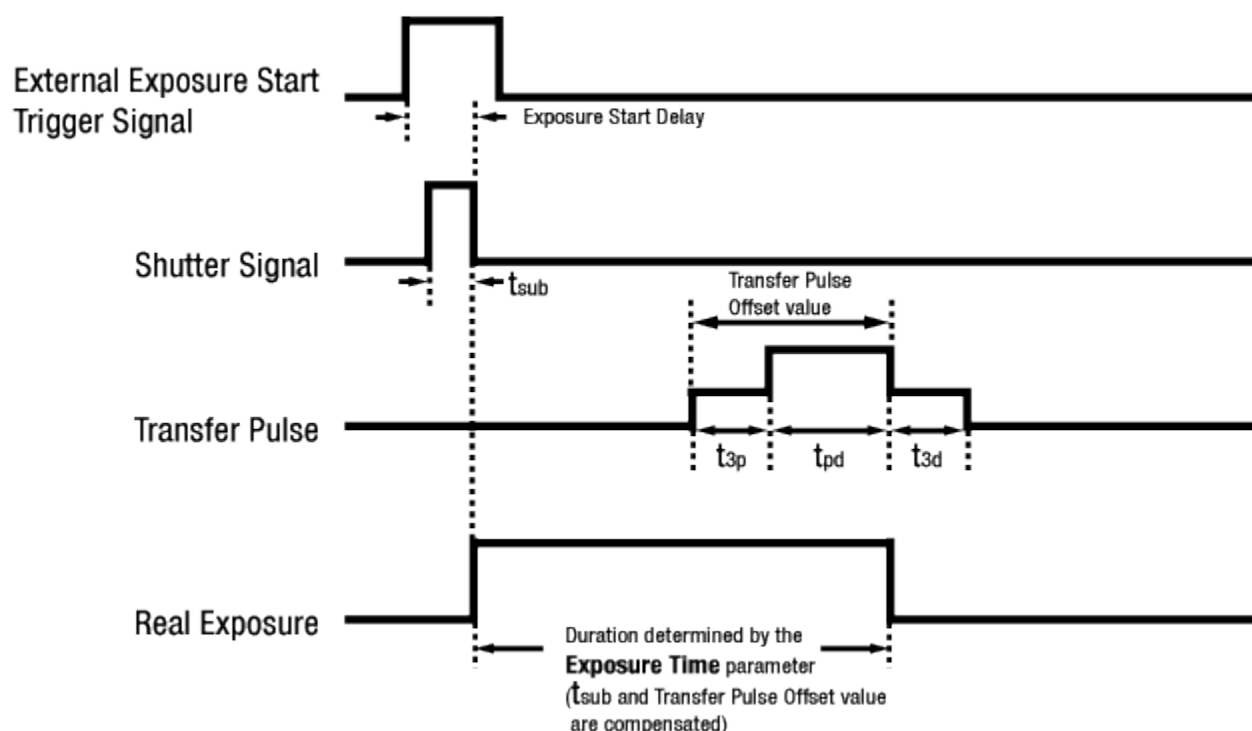 External Exposure Start
Trigger Signal
Exposure Start Delay
Shutter Signal
tsub
Transfer Pulse
Offset value
Transfer Pulse
t3p
tpd
t3d
Real Exposure
Duration determined by the
Exposure Time parameter
(tsub and Transfer Pulse Offset value
are compensated)